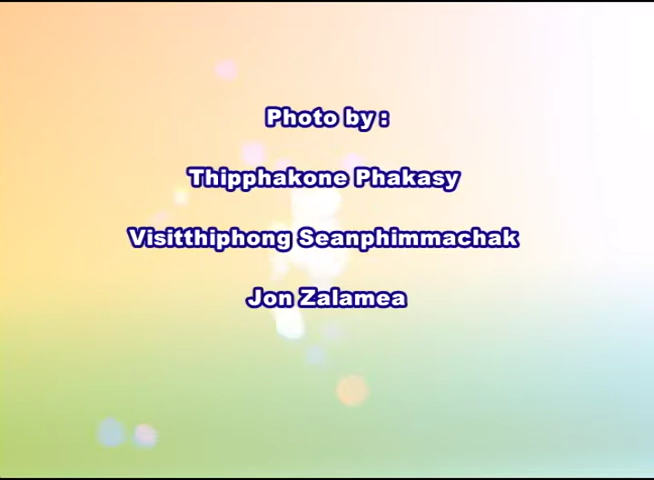 Photo by :
Thipphakone Phakasy
Visitthiphong Seanphimmachak
Jon Zalamea